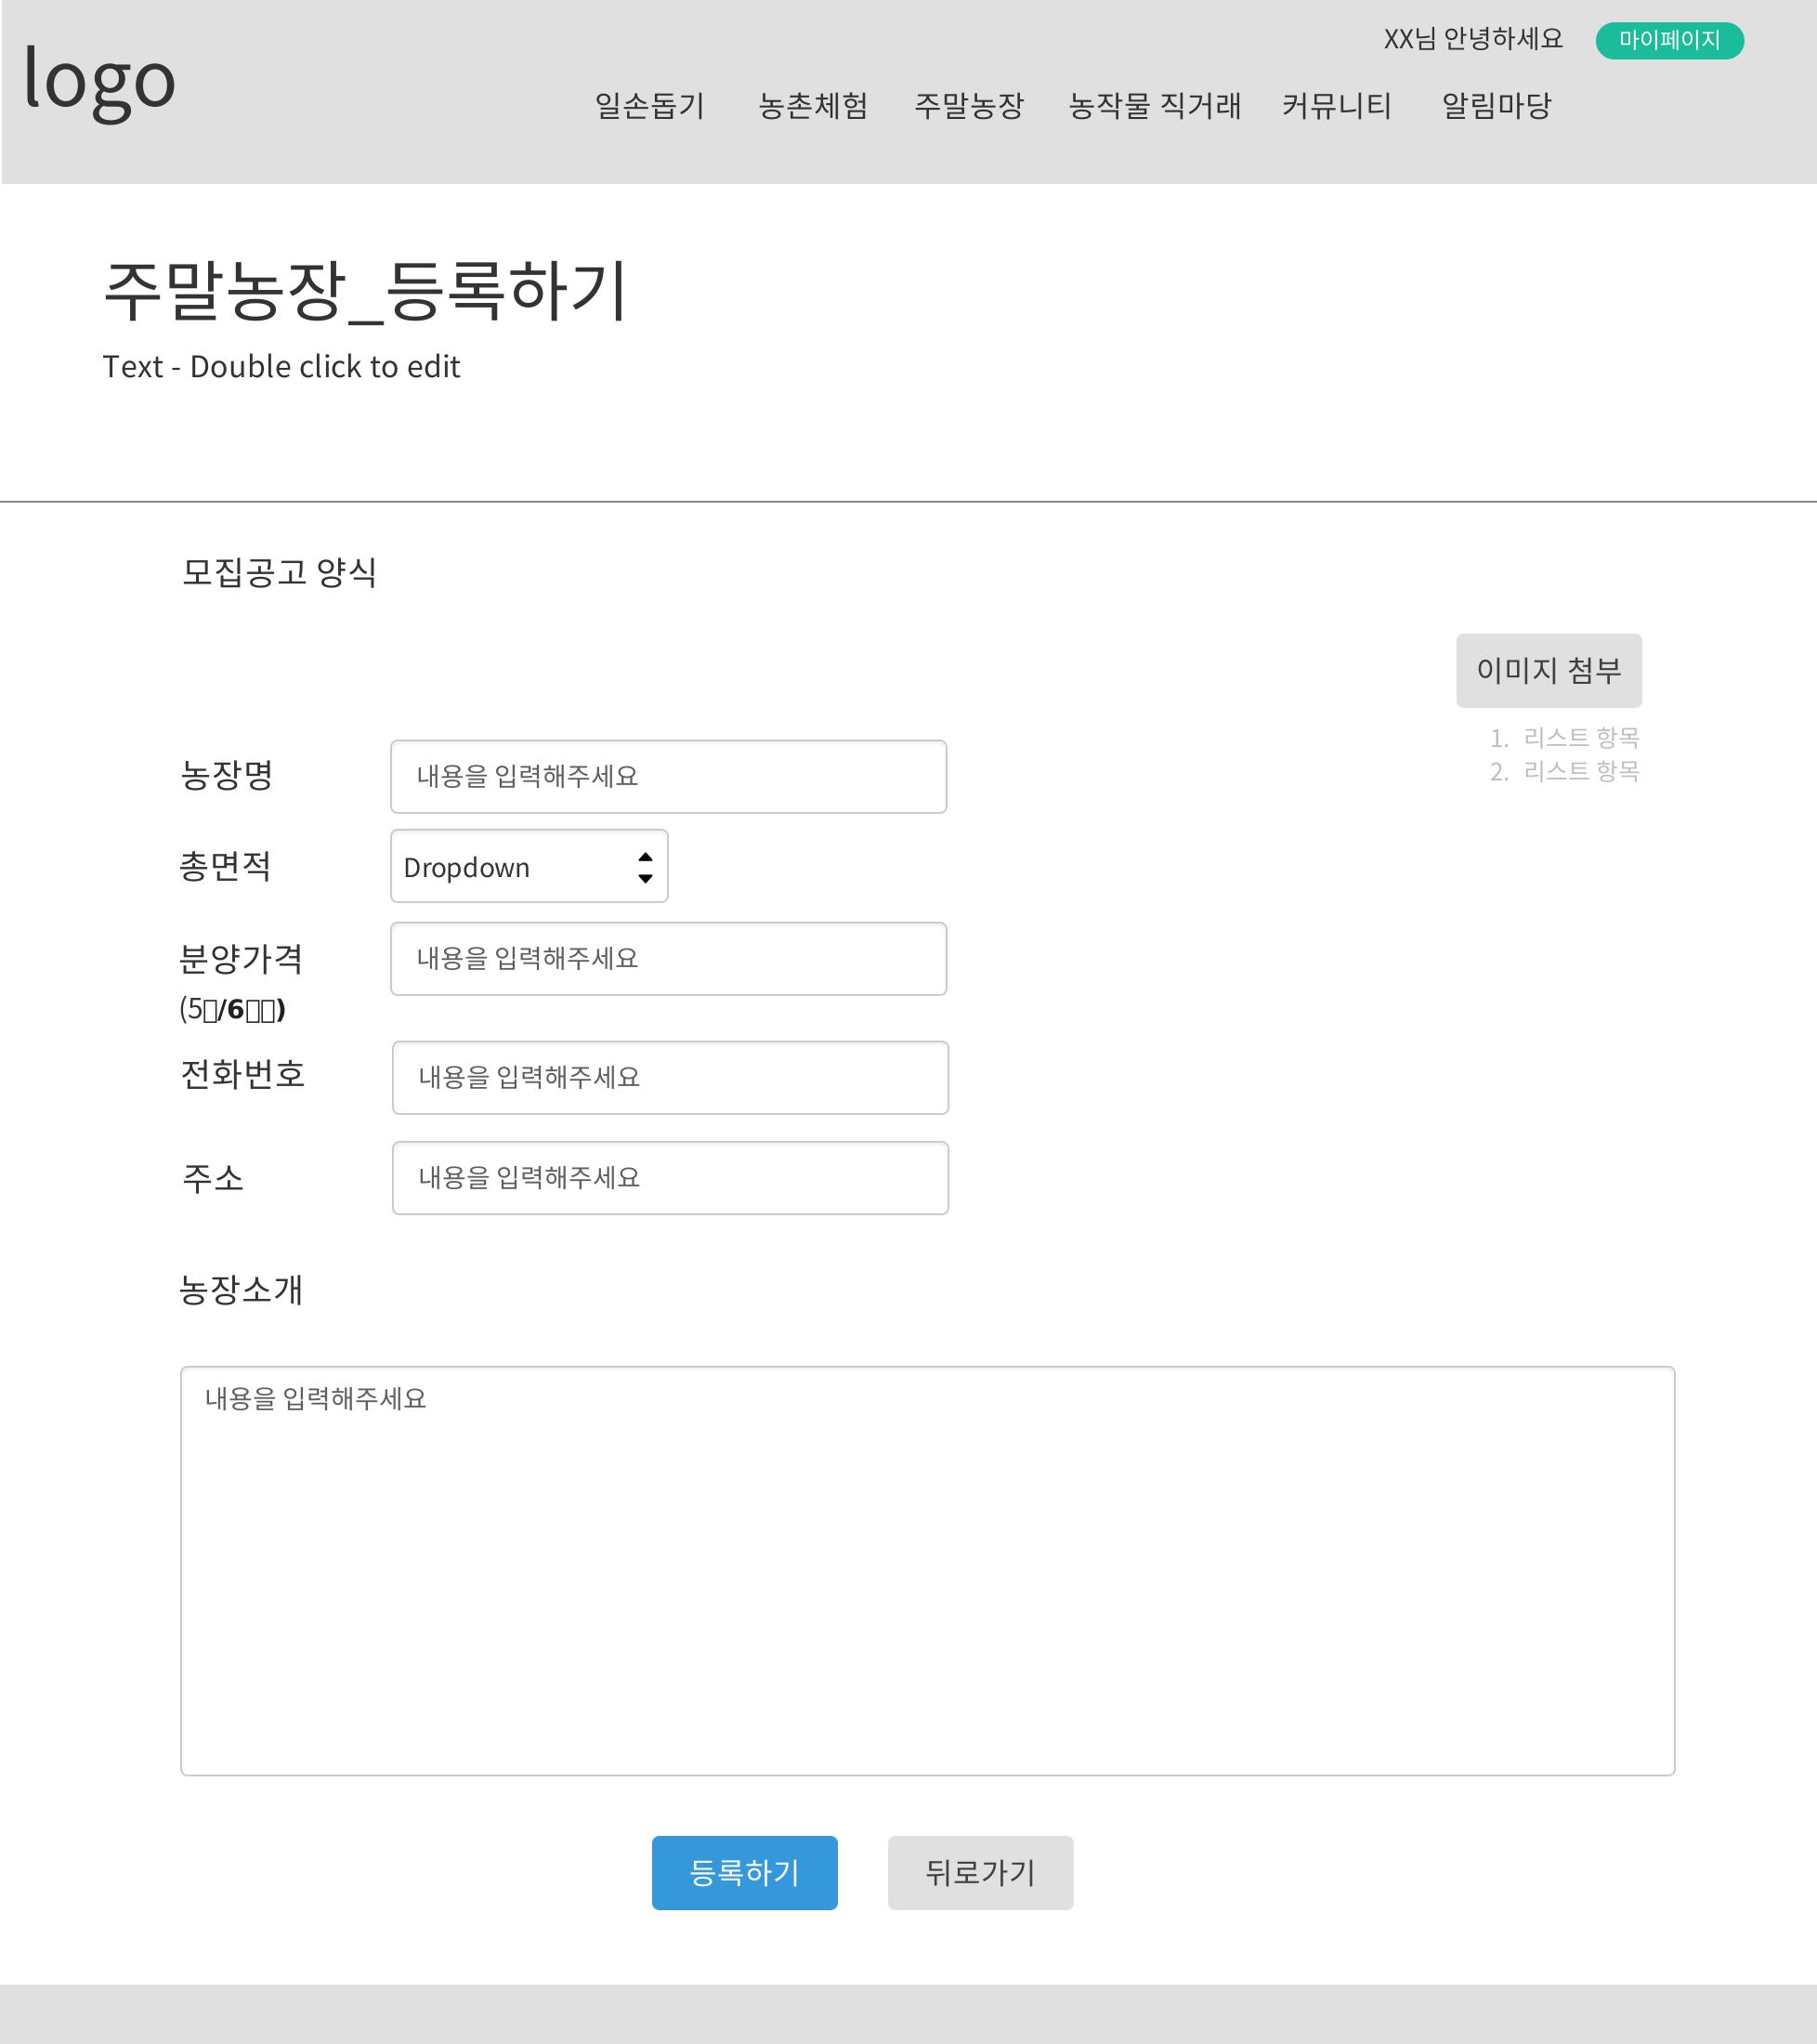 logo
XX님 안녕하세요
마이페이지
일손돕기 농촌체험 주말농장 농작물 직거래 커뮤니티 알림마당
주말농장_등록하기
Text - Double click to edit
모집공고 양식
이미지 첨부
1. 리스트 항목
2. 리스트 항목
농장명 내용을 입력해주세요
총면적 Dropdown
분양가격 내용을 입력해주세요
(5▯/6▯▯)
전화번호 내용을 입력해주세요
주소 내용을 입력해주세요
농장소개
내용을 입력해주세요
등록하기 뒤로가기